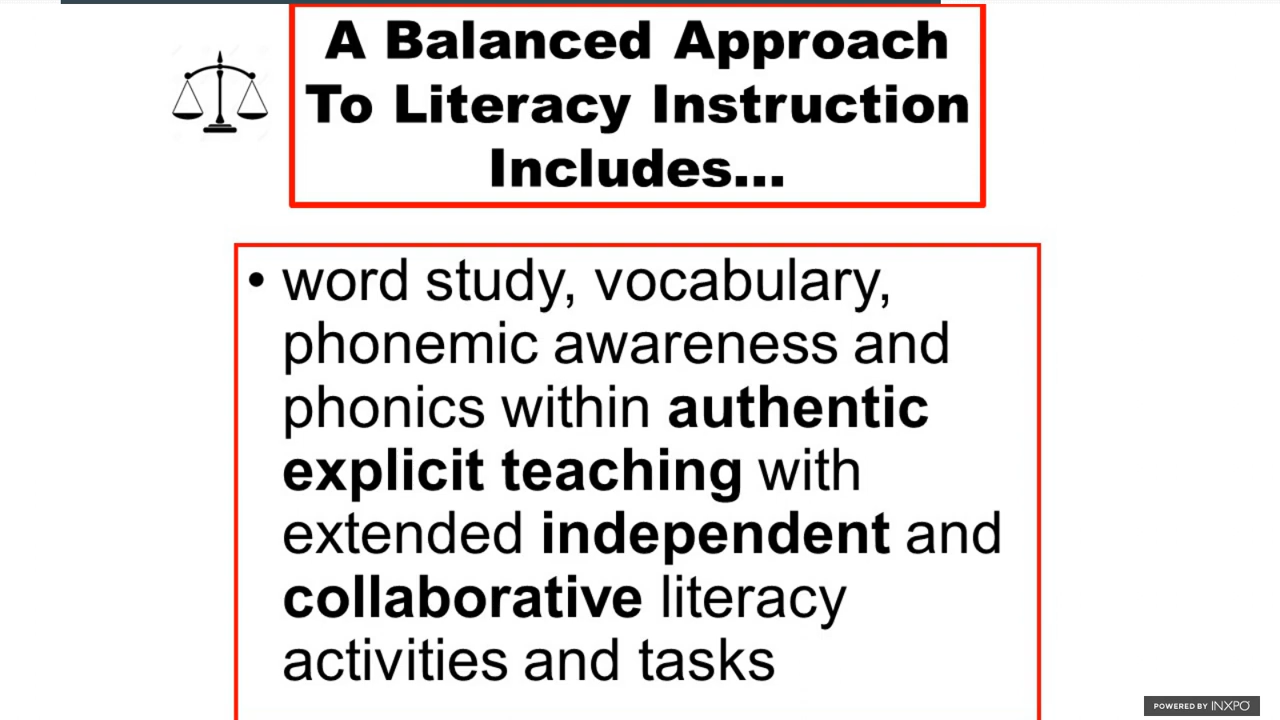 A Balanced Approach
To Literacy Instruction
Includes...
• word study, vocabulary,
phonemic awareness and
phonics within authentic
explicit teaching with
extended independent and
collaborative literacy
activities and tasks
POWERED BY INXPO